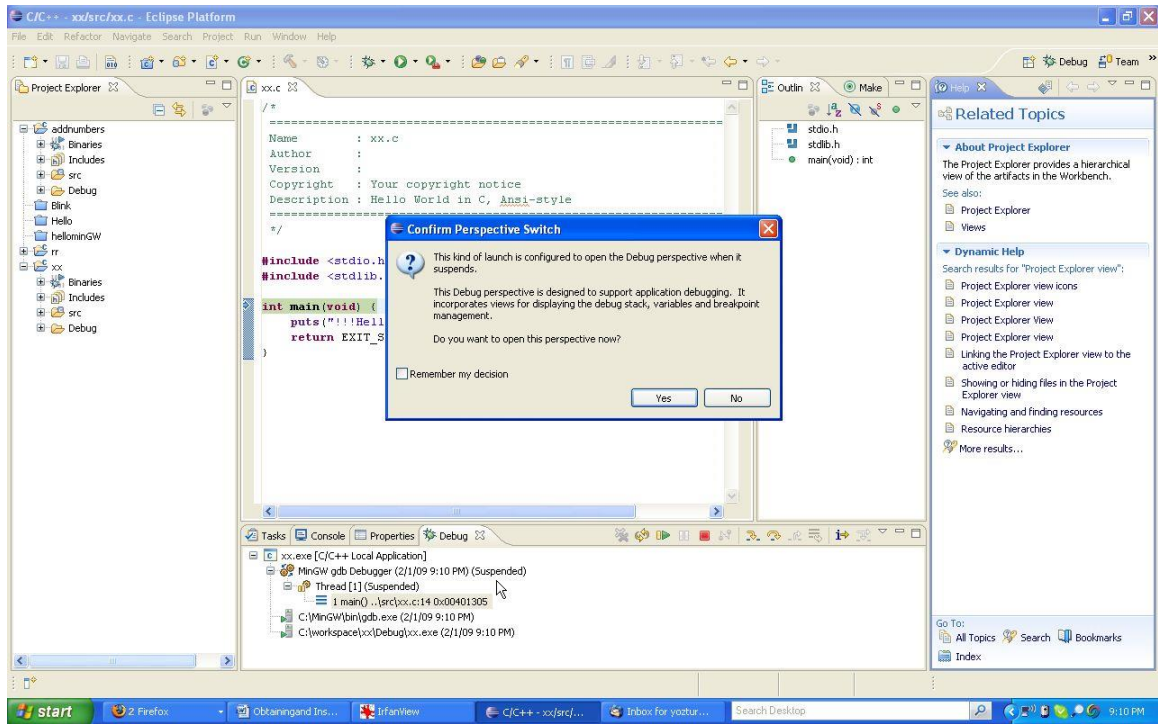 C/C++ - xx/src/xx.c - Eclipse Platform
File Edit Refactor Navigate Search Project Run Window Help
Debug Team »
Project Explorer
addnumbers
Binaries
Includes
src
Debug
Blink
Hello
hellominGW
rr
xx
Binaries
Includes
src
Debug
xx.c
/*
============================================================================
Name : xx.c
Author :
Version :
Copyright : Your copyright notice
Description : Hello World in C, Ansi-style
============================================================================
*/
#include <stdio.h
#include <stdlib.
int main(void) {
puts("!!!Hell
return EXIT_S
}
Confirm Perspective Switch
This kind of launch is configured to open the Debug perspective when it
suspends.
This Debug perspective is designed to support application debugging. It
incorporates views for displaying the debug stack, variables and breakpoint
management.
Do you want to open this perspective now?
Remember my decision
Yes No
Outlin Make
stdio.h
stdlib.h
main(void) : int
Help
Related Topics
About Project Explorer
The Project Explorer provides a hierarchical
view of the artifacts in the Workbench.
See also:
Project Explorer
Views
Dynamic Help
Search results for "Project Explorer view":
Project Explorer view icons
Project Explorer view
Project Explorer View
Project Explorer view
Linking the Project Explorer view to the
active editor
Showing or hiding files in the Project
Explorer view
Navigating and finding resources
Resource hierarchies
More results...
Go To:
All Topics Search Bookmarks
Index
Tasks Console Properties Debug
xx.exe [C/C++ Local Application]
MinGW gdb Debugger (2/1/09 9:10 PM) (Suspended)
Thread [1] (Suspended)
1 main() ..\src\xx.c:14 0x00401305
C:\MinGW\bin\gdb.exe (2/1/09 9:10 PM)
C:\workspace\xx\Debug\xx.exe (2/1/09 9:10 PM)
start 2 Firefox Obtainingand Ins... IrfanView C/C++ - xx/src/... Inbox for yoztur... Search Desktop 9:10 PM